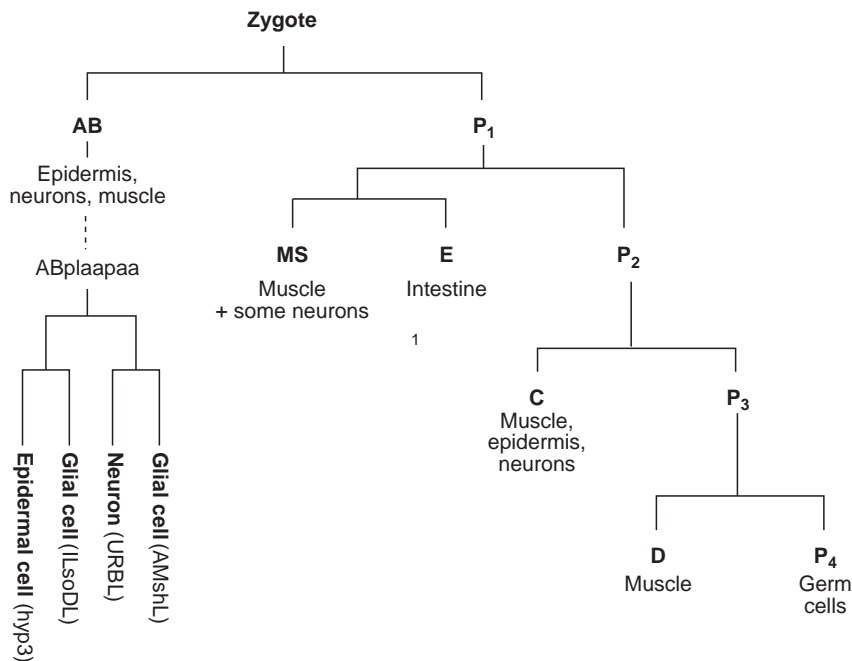 Zygote
AB
P₁
Epidermis,
neurons, muscle
MS
E
P₂
ABplaapaa
Muscle
+ some neurons
Intestine
1
C
P₃
Muscle,
epidermis,
neurons
Epidermal cell (hyp3)
Glial cell (ILsoDL)
Neuron (URBL)
Glial cell (AMshL)
D
P₄
Muscle
Germ
cells